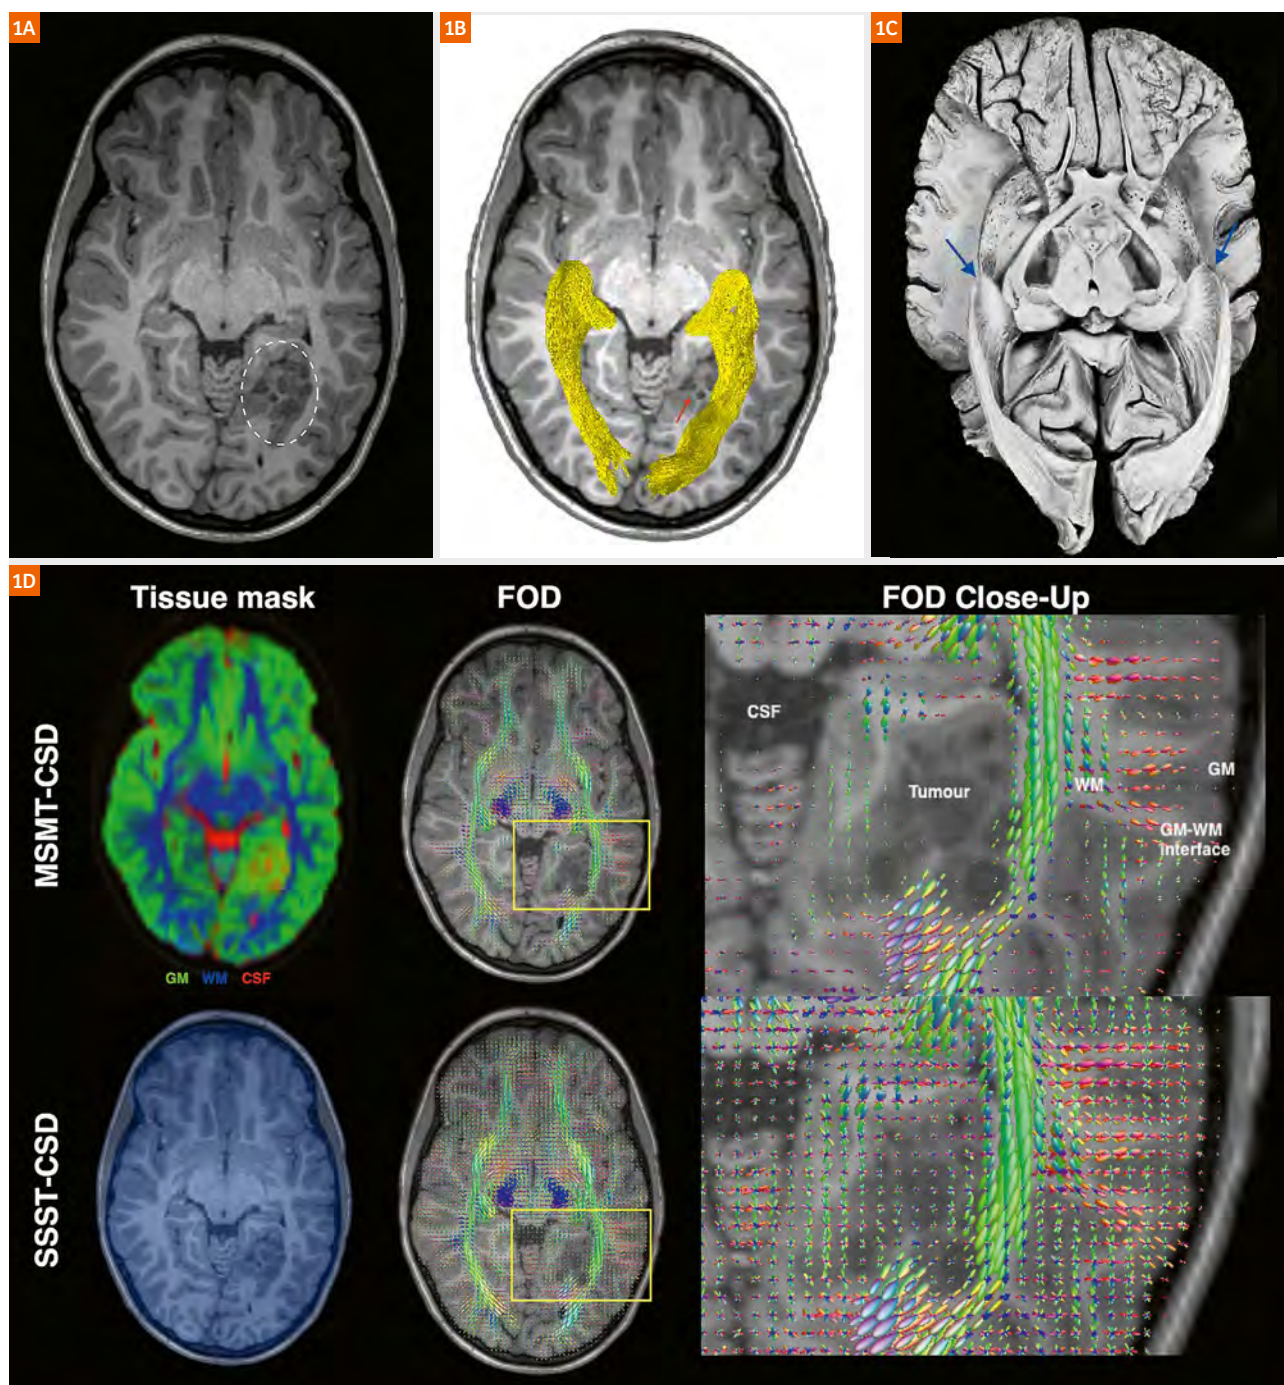 1A
1B
1C
1D
Tissue mask
FOD
FOD Close-Up
MSMT-CSD
CSF
Tumour
WM
GM
GM-WM
interface
GM WM CSF
SSST-CSD